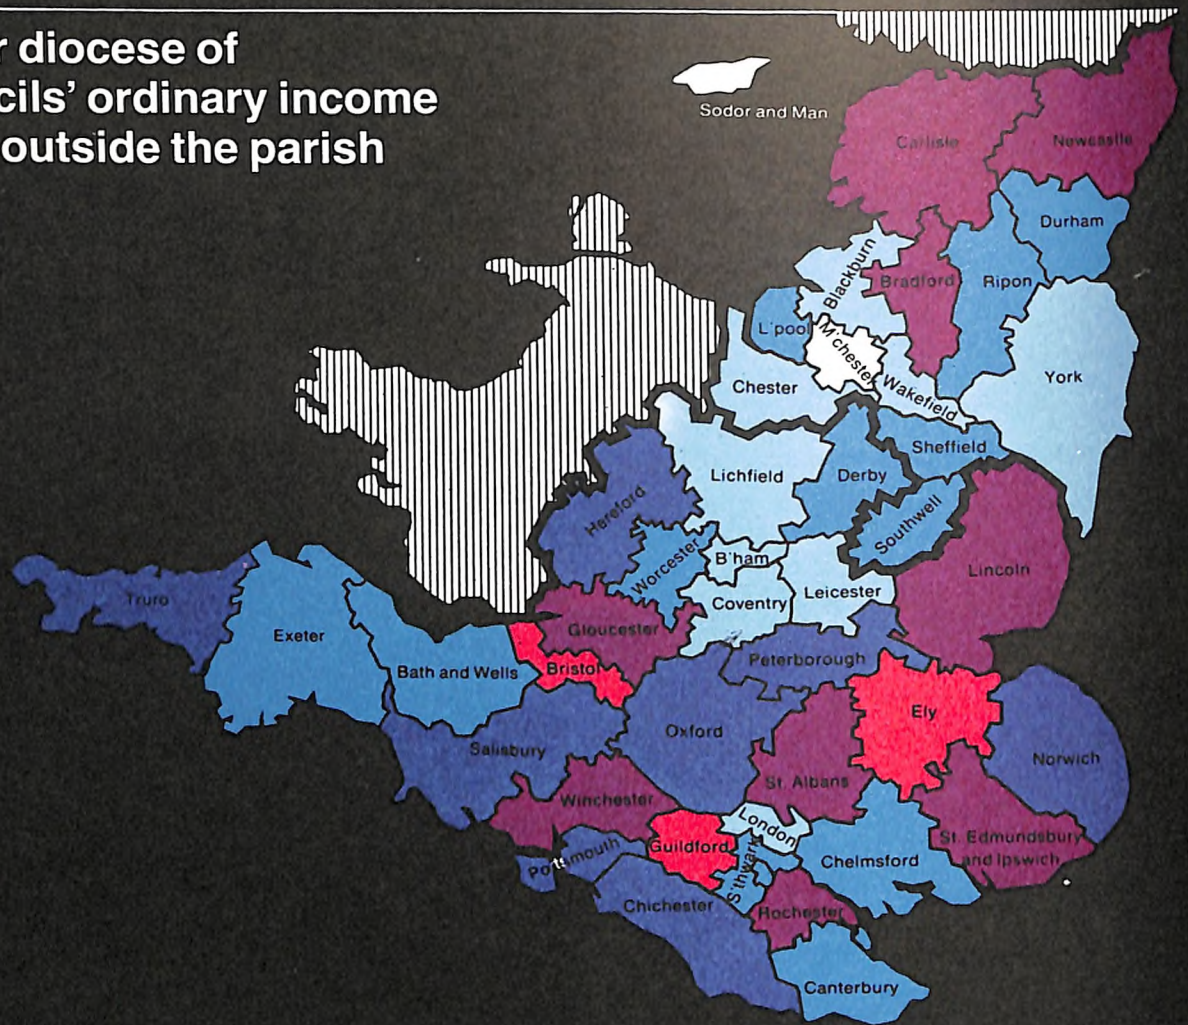 r diocese of
cils' ordinary income
outside the parish
Sodor and Man
Carlisle
Newcastle
Durham
Blackburn
Bradford
Ripon
L'pool
M'chester
York
Chester
Wakefield
Sheffield
Lichfield
Derby
Hereford
Southwell
Worcester
B'ham
Lincoln
Leicester
Coventry
Truro
Exeter
Gloucester
Peterborough
Bath and Wells
Bristol
Ely
Oxford
Salisbury
Norwich
St. Albans
Winchester
London
St. Edmundsbury
and Ipswich
Guildford
Portsmouth
S'thwark
Chelmsford
Chichester
Rochester
Canterbury